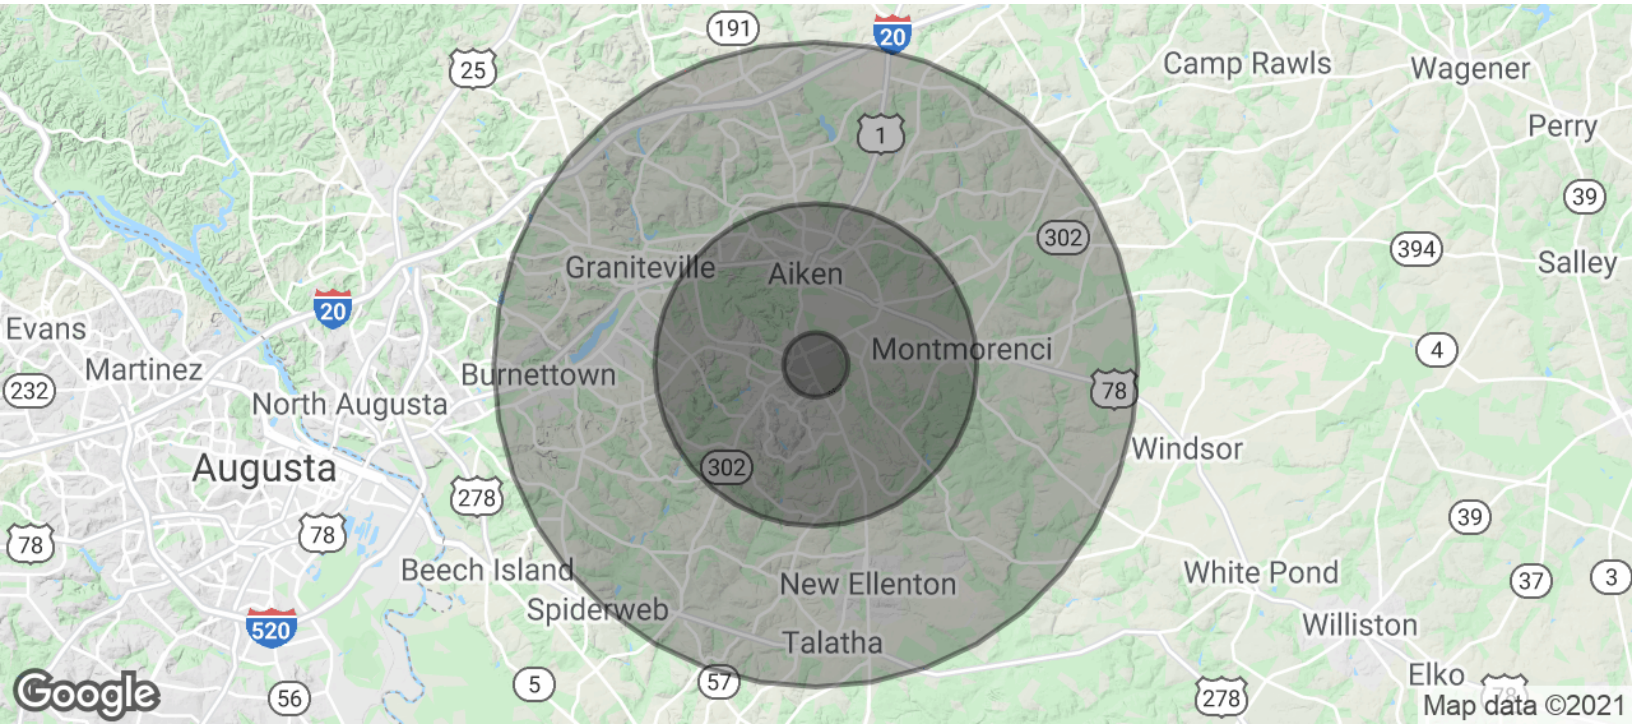 191
20
25
Camp Rawls
Wagener
1
Perry
39
302
394
Graniteville
Aiken
Salley
20
Evans
Montmorenci
4
Martinez
Burnettown
232
78
North Augusta
Windsor
Augusta
302
278
39
78
78
Beech Island
New Ellenton
White Pond
37
3
Spiderweb
520
Williston
Talatha
Elko
5
57
Google
56
278
78
Map data ©2021